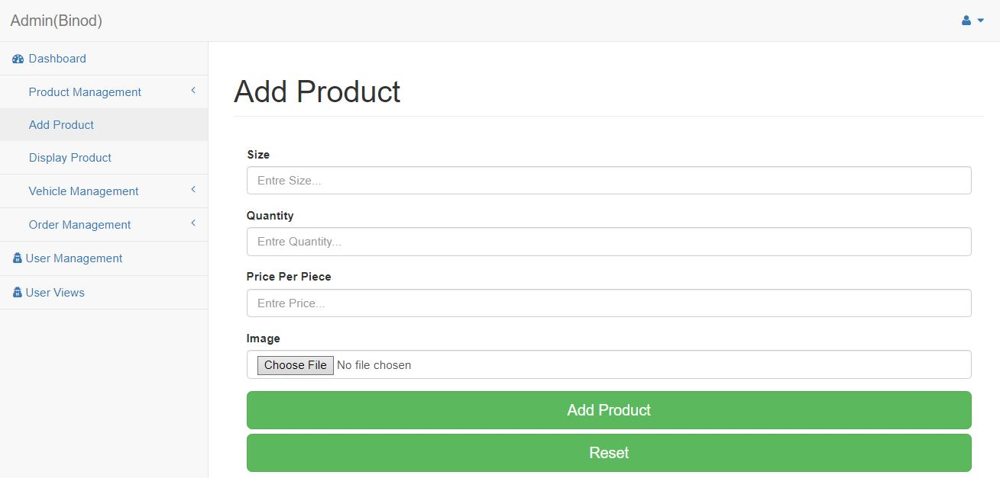 Admin(Binod)
Dashboard
Product Management
Add Product
Display Product
Vehicle Management
Order Management
User Management
User Views
Add Product
Size
Entre Size...
Quantity
Entre Quantity...
Price Per Piece
Entre Price...
Image
Choose File No file chosen
Add Product
Reset